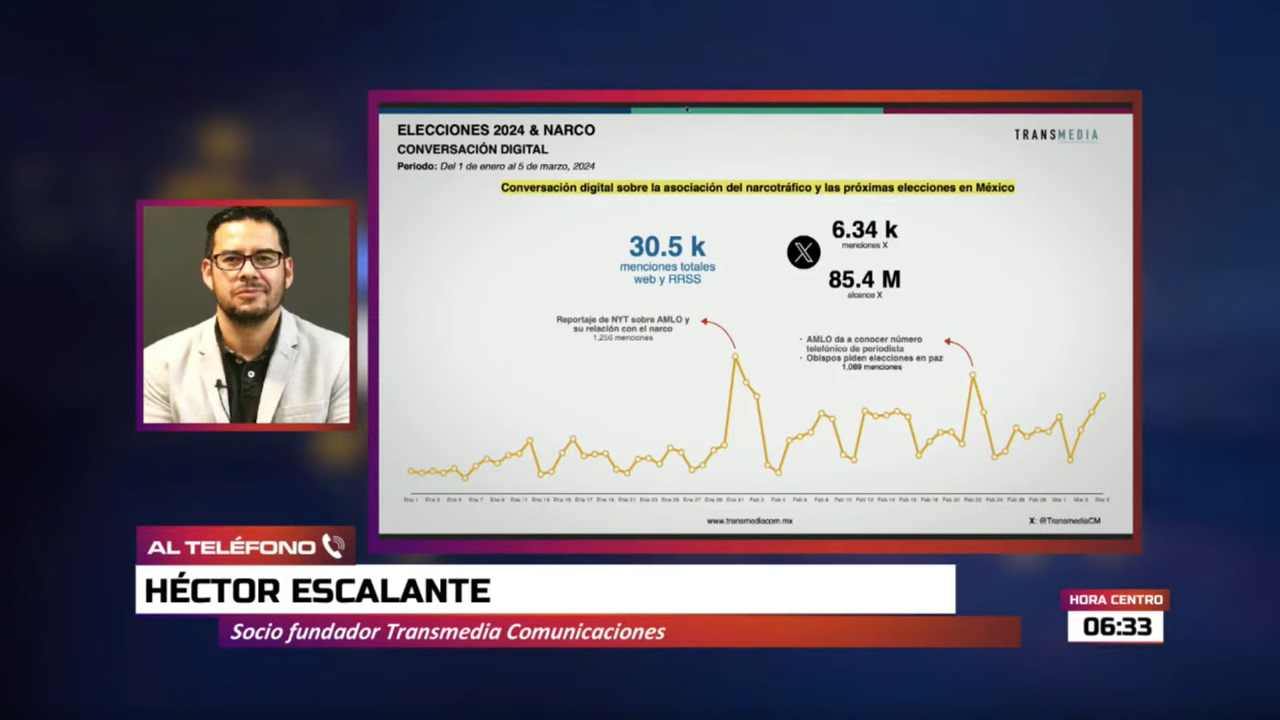 ELECCIONES 2024 & NARCO
CONVERSACIÓN DIGITAL
Periodo: Del 1 de enero al 5 de marzo, 2024
TRANSMEDIA
Conversación digital sobre la asociación del narcotráfico y las próximas elecciones en México
30.5 k
menciones totales
web y RRSS
X
6.34 k
menciones X
85.4 M
alcance X
Reportaje de NYT sobre AMLO y
su relación con el narco
1,256 menciones
• AMLO da a conocer número
telefónico de periodista
• Obispos piden elecciones en paz
1,089 menciones
www.transmediacom.mx
X: @TransmediaCM
AL TELÉFONO
HÉCTOR ESCALANTE
Socio fundador Transmedia Comunicaciones
HORA CENTRO
06:33